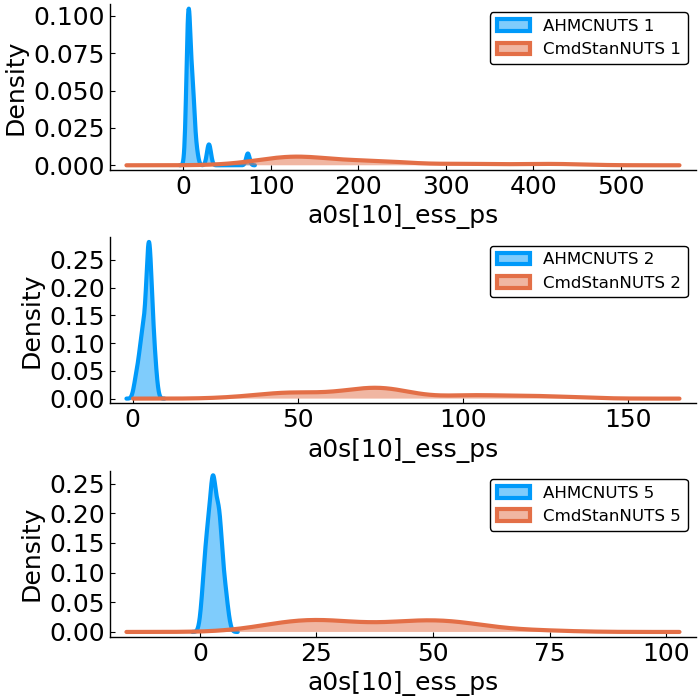 0.100
0.075
0.050
0.025
0.000
Density
AHMCNUTS 1
CmdStanNUTS 1
0 100 200 300 400 500
a0s[10]_ess_ps
0.25
0.20
0.15
0.10
0.05
0.00
Density
AHMCNUTS 2
CmdStanNUTS 2
0 50 100 150
a0s[10]_ess_ps
0.25
0.20
0.15
0.10
0.05
0.00
Density
AHMCNUTS 5
CmdStanNUTS 5
0 25 50 75 100
a0s[10]_ess_ps